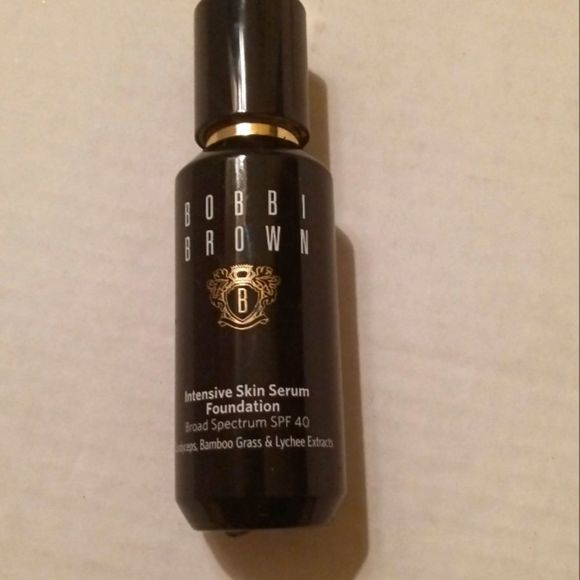 BOBBI
BROWN
B
Intensive Skin Serum
Foundation
Broad Spectrum SPF 40
Bamboo Grass & Lychee Extracts